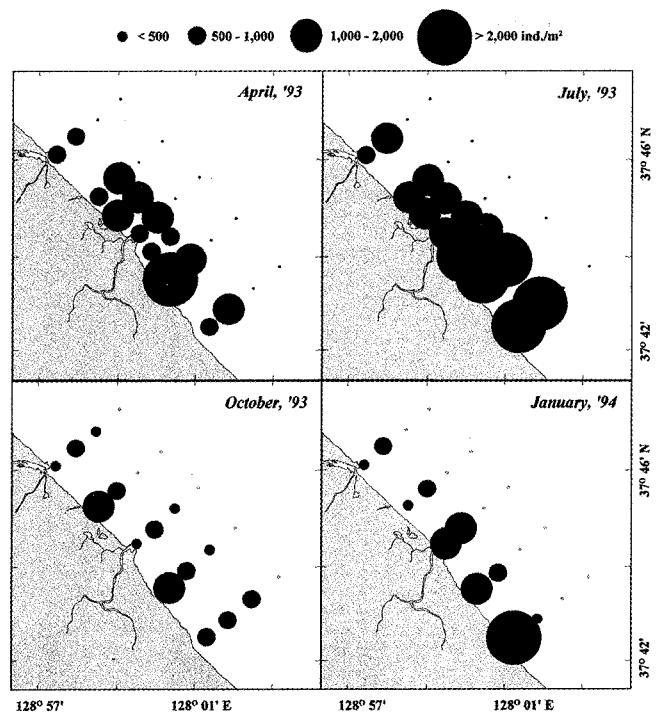 < 500 500 - 1,000 1,000 - 2,000 > 2,000 ind./m²
April, '93
July, '93
37° 46' N
37° 42'
October, '93
January, '94
37° 46' N
37° 42'
128° 57' 128° 01' E 128° 57' 128° 01' E